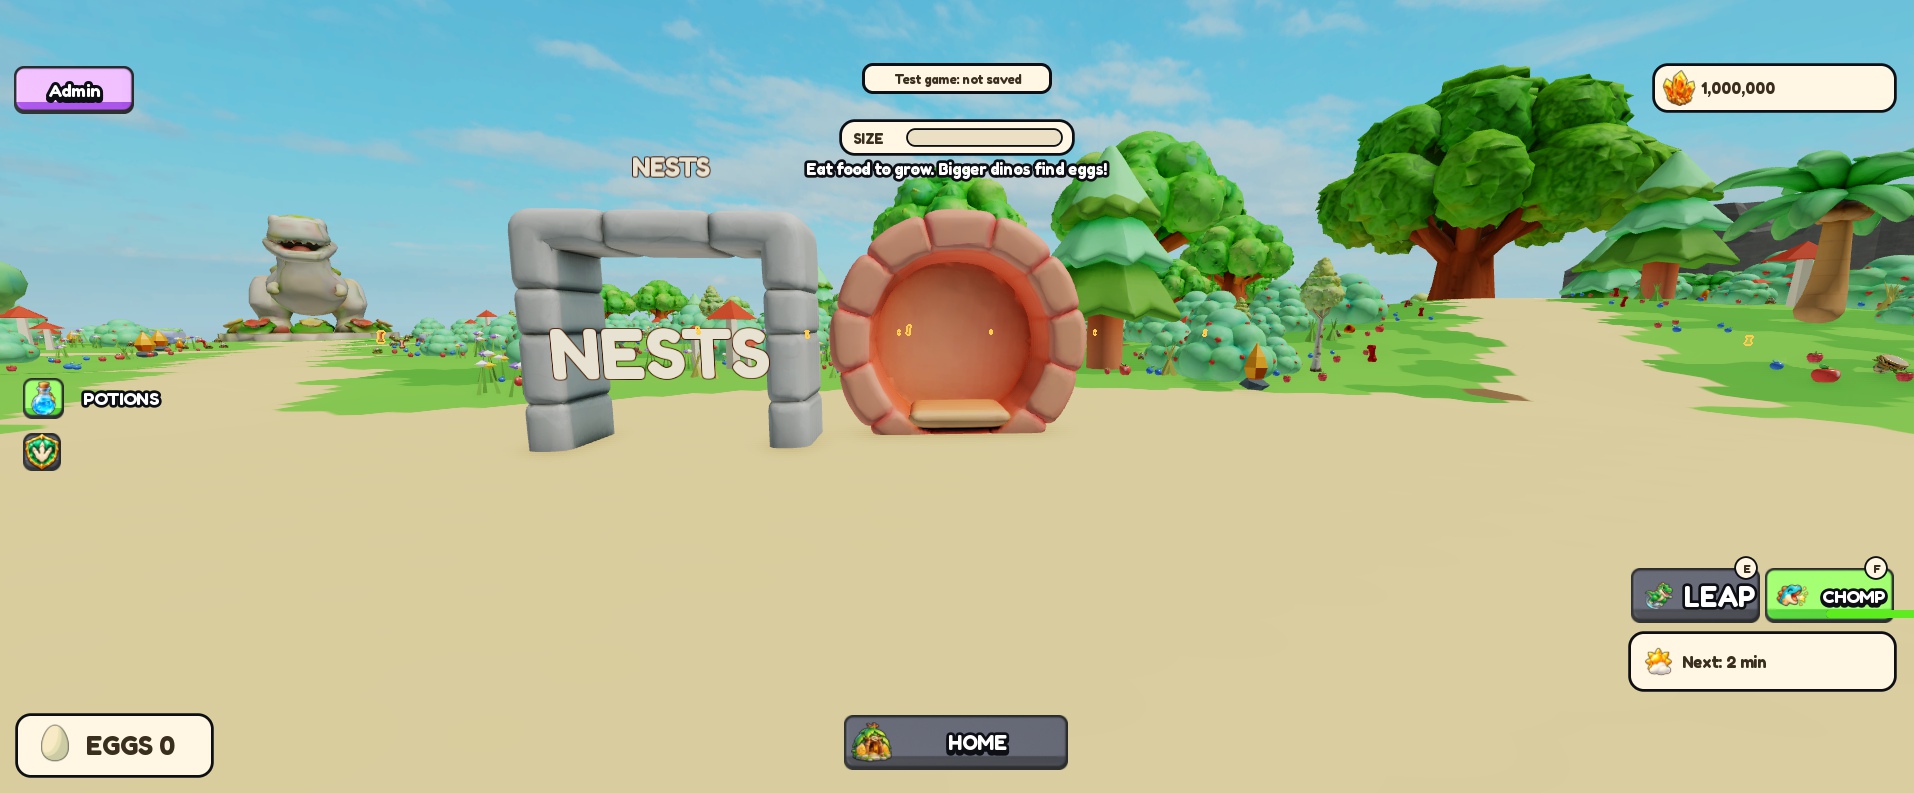 Admin
Test game: not saved
1,000,000
SIZE
Eat food to grow. Bigger dinos find eggs!
NESTS
NESTS
POTIONS
E
F
LEAP
CHOMP
Next: 2 min
EGGS 0
HOME